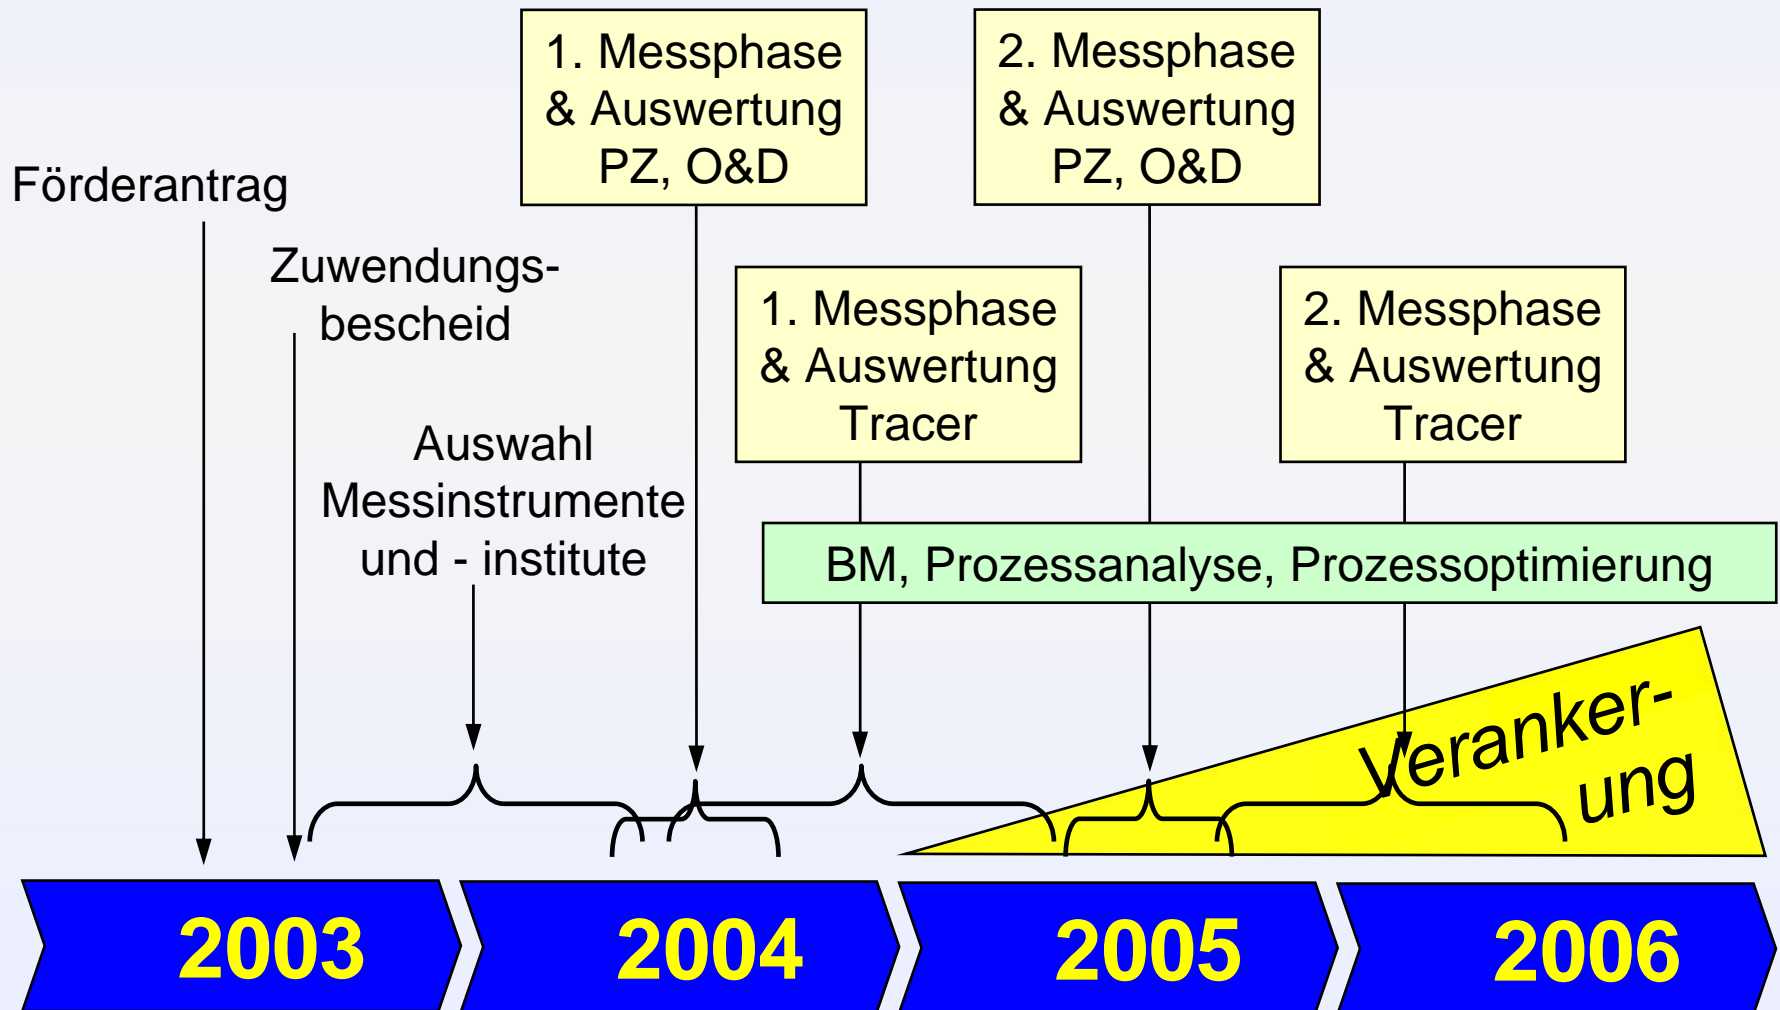 Förderantrag
Zuwendungs-
bescheid
Auswahl
Messinstrumente
und - institute
1. Messphase
& Auswertung
PZ, O&D
1. Messphase
& Auswertung
Tracer
2. Messphase
& Auswertung
PZ, O&D
2. Messphase
& Auswertung
Tracer
BM, Prozessanalyse, Prozessoptimierung
Veranker-
ung
2003
2004
2005
2006